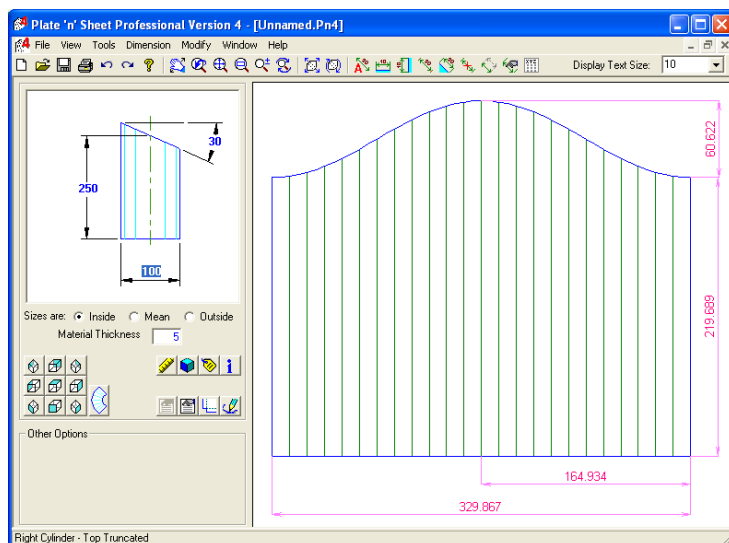 Plate 'n' Sheet Professional Version 4 - [Unnamed.Pn4]
File View Tools Dimension Modify Window Help
Display Text Size: 10
30
250
100
Sizes are: Inside Mean Outside
Material Thickness 5
Other Options
60.622
219.689
164.934
329.867
Right Cylinder - Top Truncated